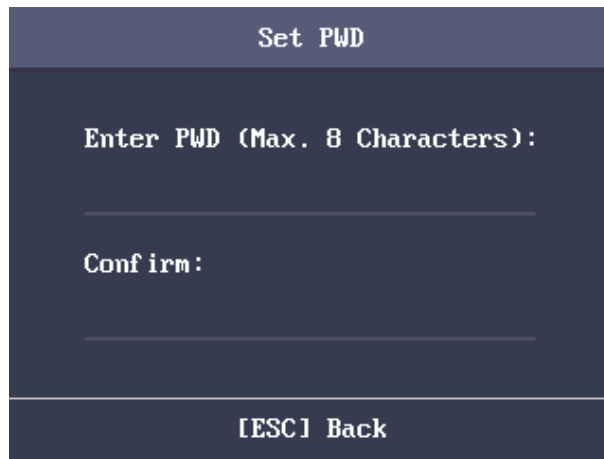 Set PWD
Enter PWD (Max. 8 Characters):
Confirm:
[ESC] Back